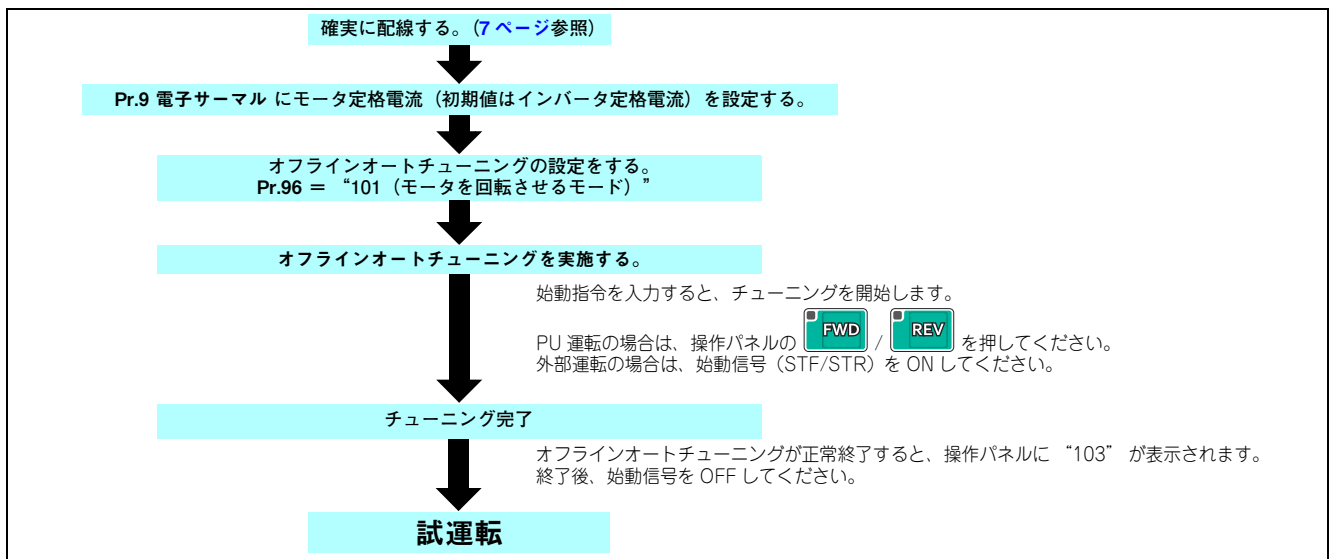 確実に配線する。(7 ページ参照)
Pr.9 電子サーマル にモータ定格電流（初期値はインバータ定格電流）を設定する。
オフラインオートチューニングの設定をする。
Pr.96 ＝ “101（モータを回転させるモード）”
オフラインオートチューニングを実施する。
始動指令を入力すると、チューニングを開始します。
PU 運転の場合は、操作パネルの FWD / REV を押してください。
外部運転の場合は、始動信号（STF/STR）を ON してください。
チューニング完了
オフラインオートチューニングが正常終了すると、操作パネルに “103” が表示されます。
終了後、始動信号を OFF してください。
試運転